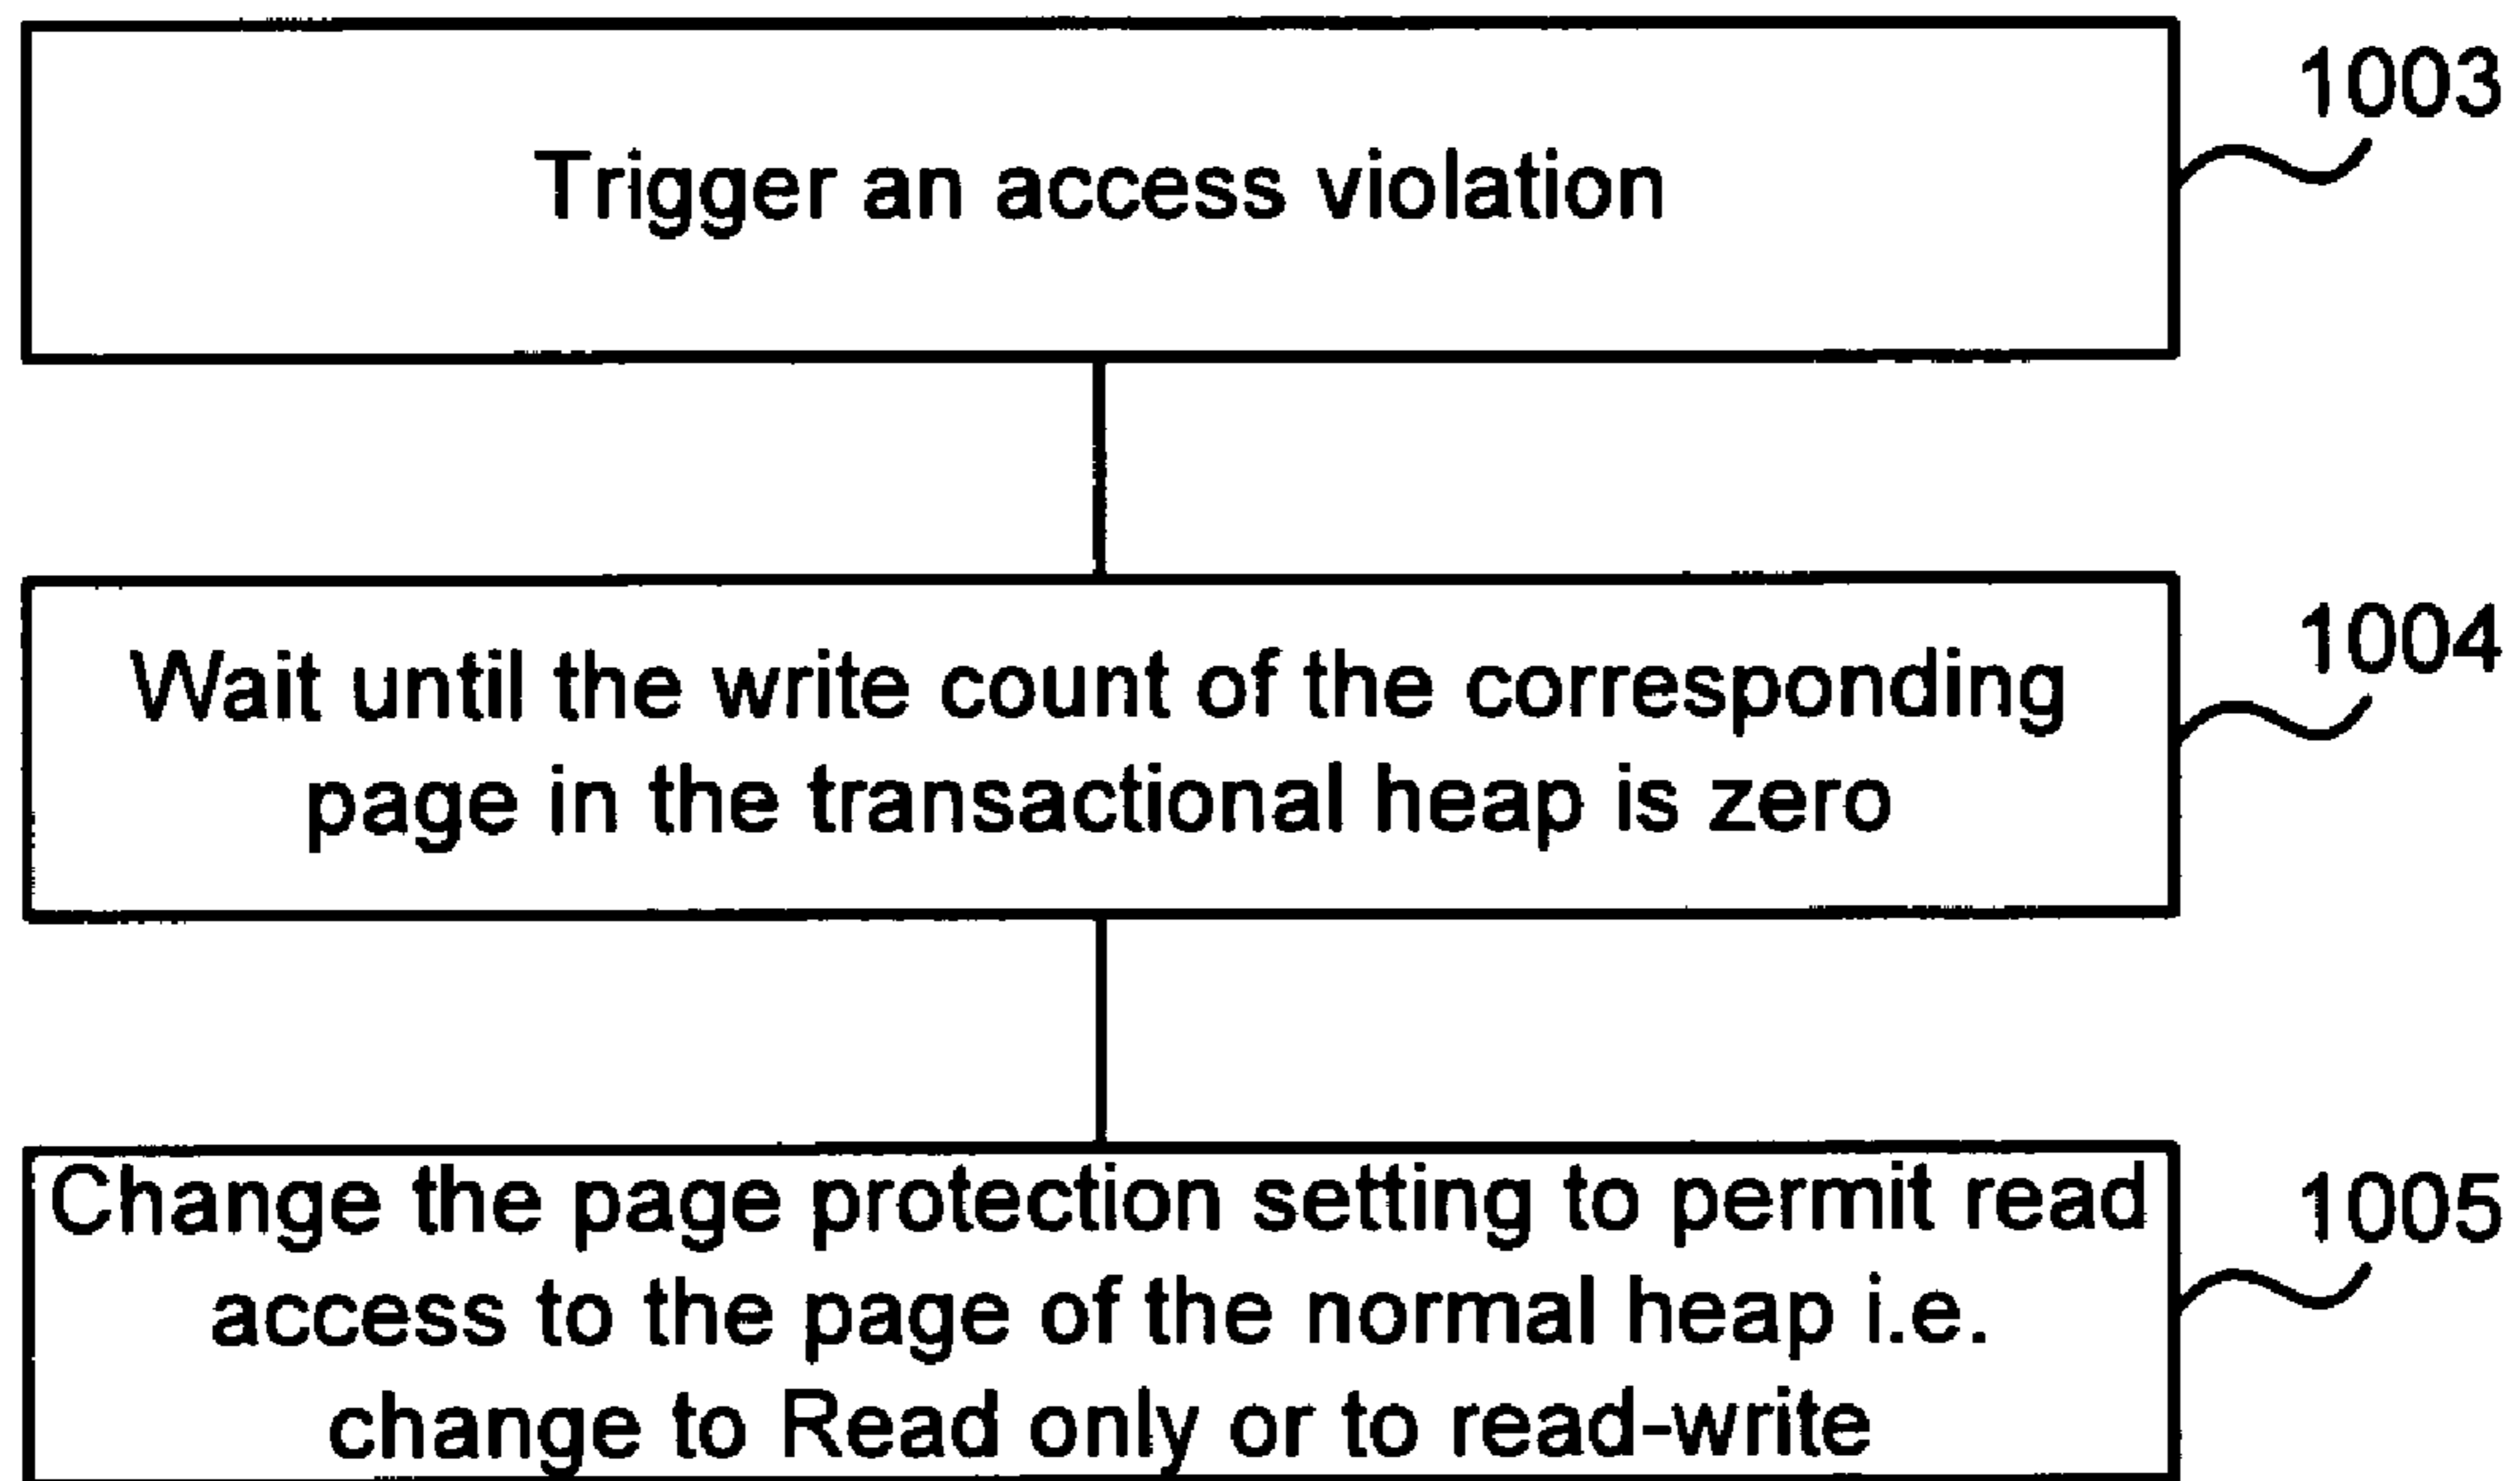 1003
Trigger an access violation
1004
Wait until the write count of the corresponding
page in the transactional heap is zero
1005
Change the page protection setting to permit read
access to the page of the normal heap i.e.
change to Read only or to read-write